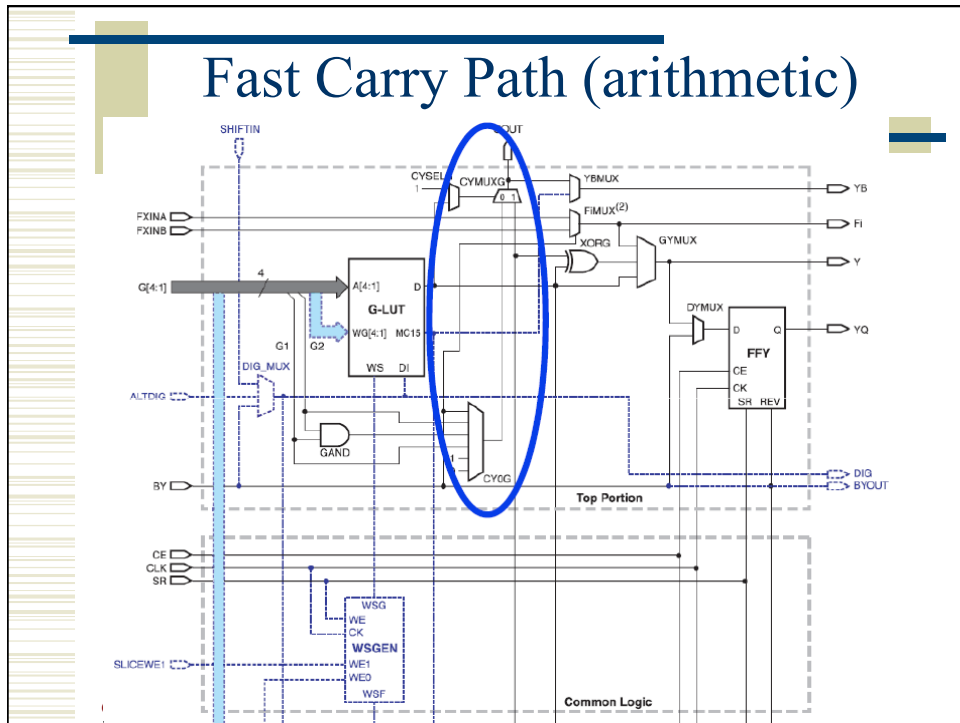 Fast Carry Path (arithmetic)
SHIFTIN
CYSEL
CYMUXG
1
0 1
YBMUX
YB
FXINA
FXINB
FiMUX(2)
Fi
XORG
GYMUX
Y
G[4:1]
4
A[4:1]
D
G-LUT
WG[4:1]
MC15
WS
DI
G1
G2
DYMUX
D
Q
YQ
FFY
CE
CK
SR REV
DIG_MUX
ALTDIG
GAND
1
CY0G
BY
DIG
BYOUT
Top Portion
CE
CLK
SR
WSG
WE
CK
WSGEN
SLICEWE1
WE1
WE0
WSF
Common Logic